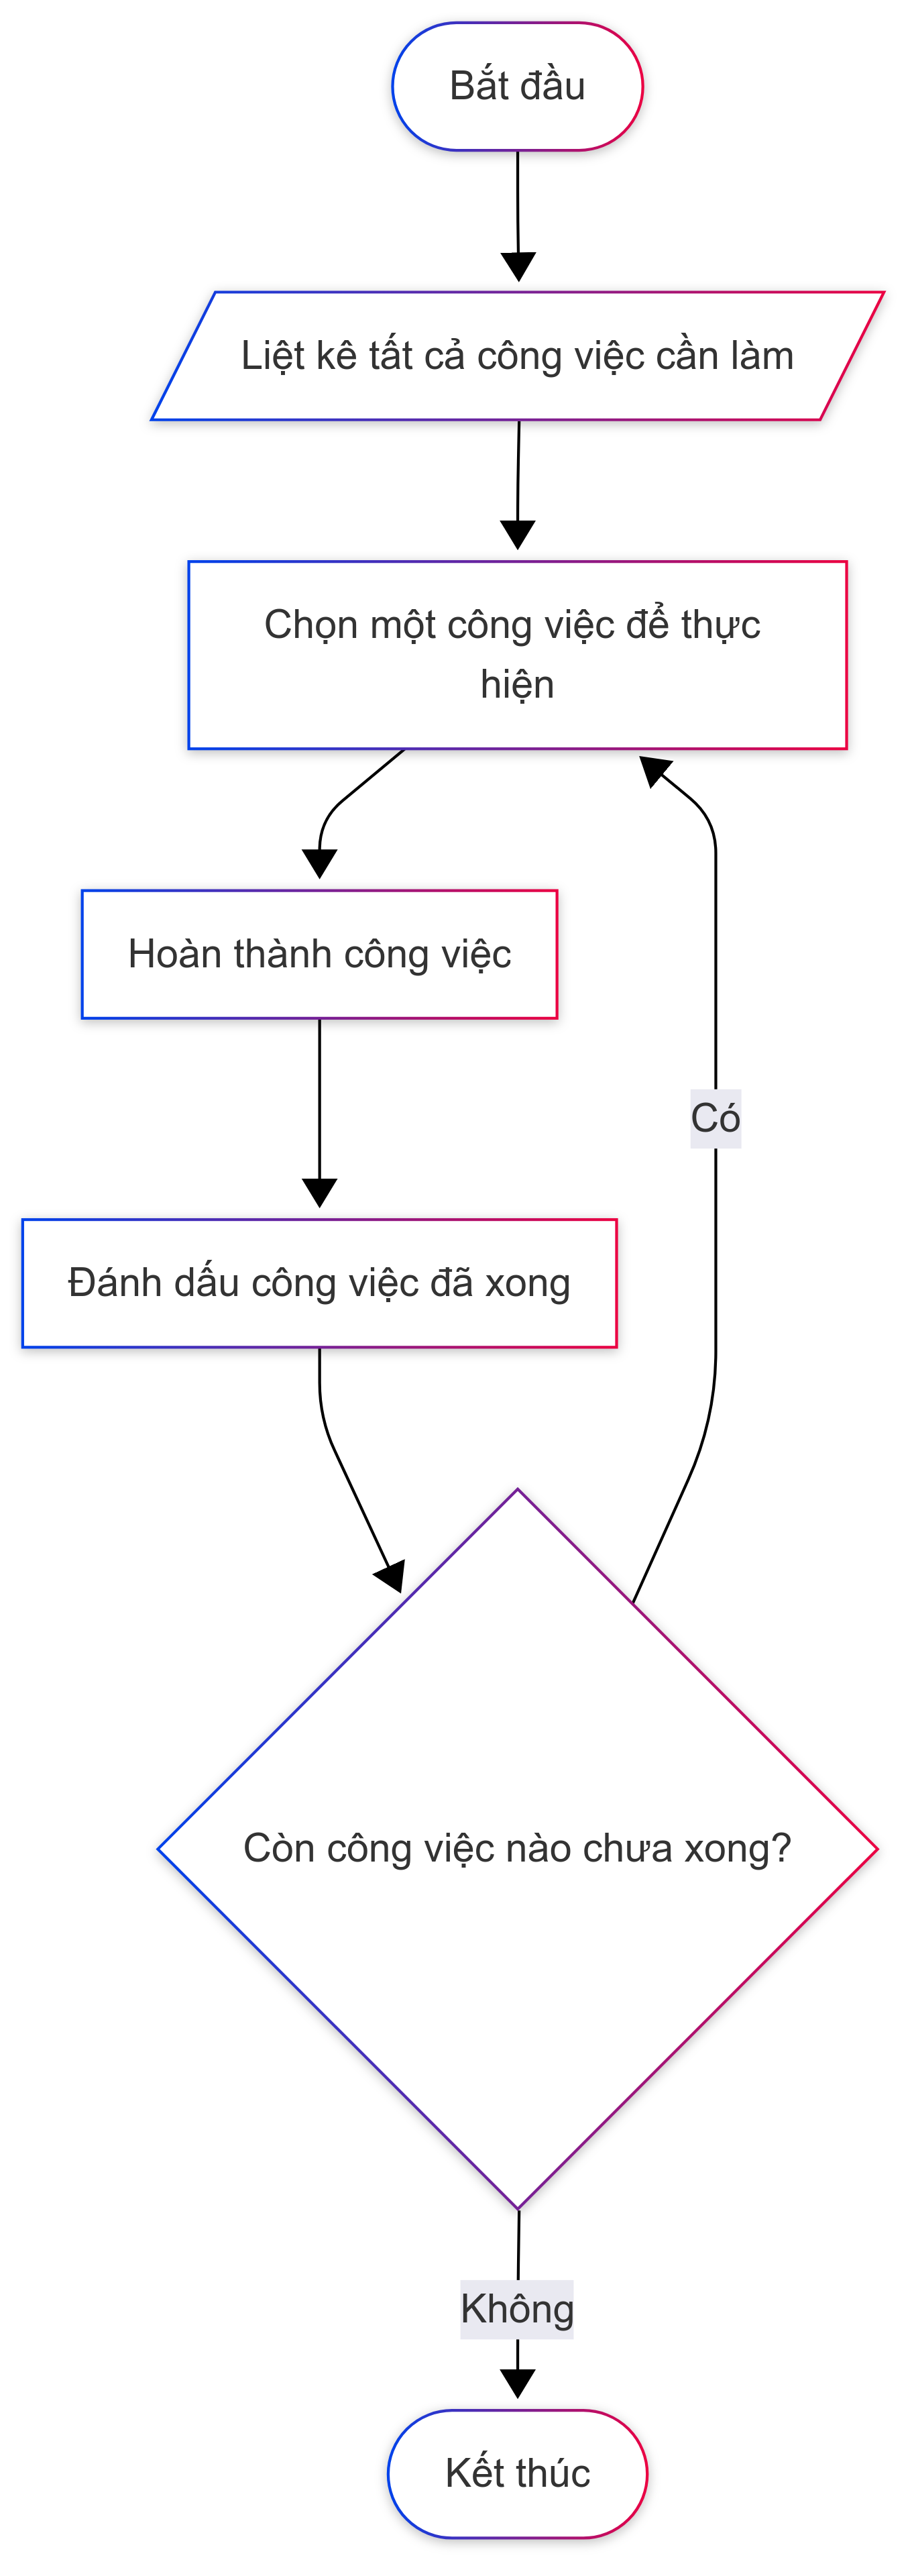 Bắt đầu
Liệt kê tất cả công việc cần làm
Chọn một công việc để thực
hiện
Hoàn thành công việc
Có
Đánh dấu công việc đã xong
Còn công việc nào chưa xong?
Không
Kết thúc